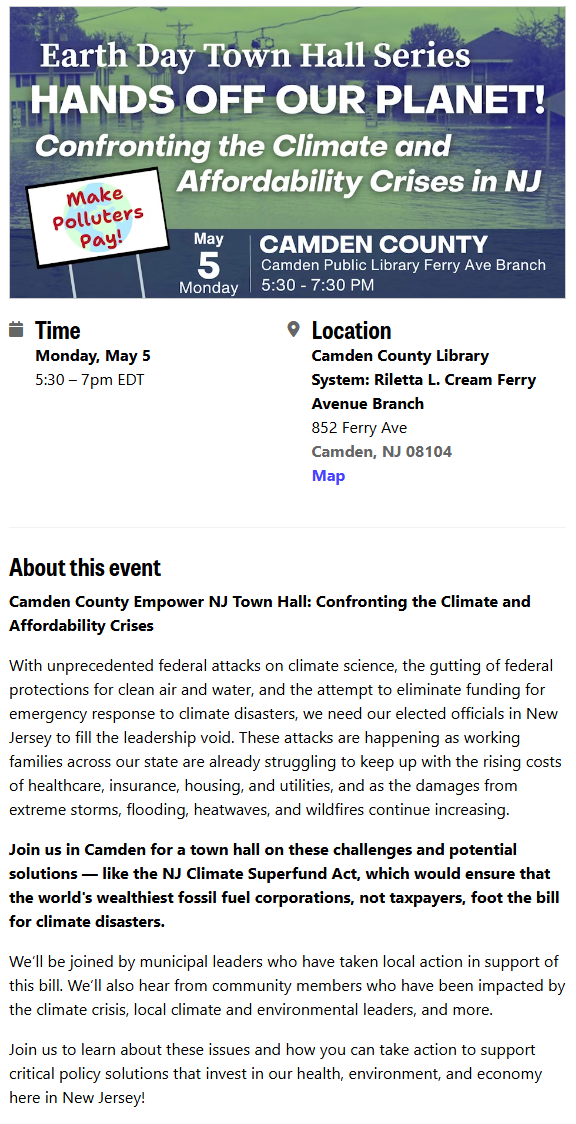 Earth Day Town Hall Series
HANDS OFF OUR PLANET!
Confronting the Climate and
Affordability Crises in NJ
Make
Polluters
Pay!
May
5
Monday
CAMDEN COUNTY
Camden Public Library Ferry Ave Branch
5:30 - 7:30 PM
Time
Monday, May 5
5:30 – 7pm EDT
Location
Camden County Library
System: Riletta L. Cream Ferry
Avenue Branch
852 Ferry Ave
Camden, NJ 08104
Map
About this event
Camden County Empower NJ Town Hall: Confronting the Climate and
Affordability Crises
With unprecedented federal attacks on climate science, the gutting of federal
protections for clean air and water, and the attempt to eliminate funding for
emergency response to climate disasters, we need our elected officials in New
Jersey to fill the leadership void. These attacks are happening as working
families across our state are already struggling to keep up with the rising costs
of healthcare, insurance, housing, and utilities, and as the damages from
extreme storms, flooding, heatwaves, and wildfires continue increasing.
Join us in Camden for a town hall on these challenges and potential
solutions — like the NJ Climate Superfund Act, which would ensure that
the world's wealthiest fossil fuel corporations, not taxpayers, foot the bill
for climate disasters.
We’ll be joined by municipal leaders who have taken local action in support of
this bill. We’ll also hear from community members who have been impacted by
the climate crisis, local climate and environmental leaders, and more.
Join us to learn about these issues and how you can take action to support
critical policy solutions that invest in our health, environment, and economy
here in New Jersey!